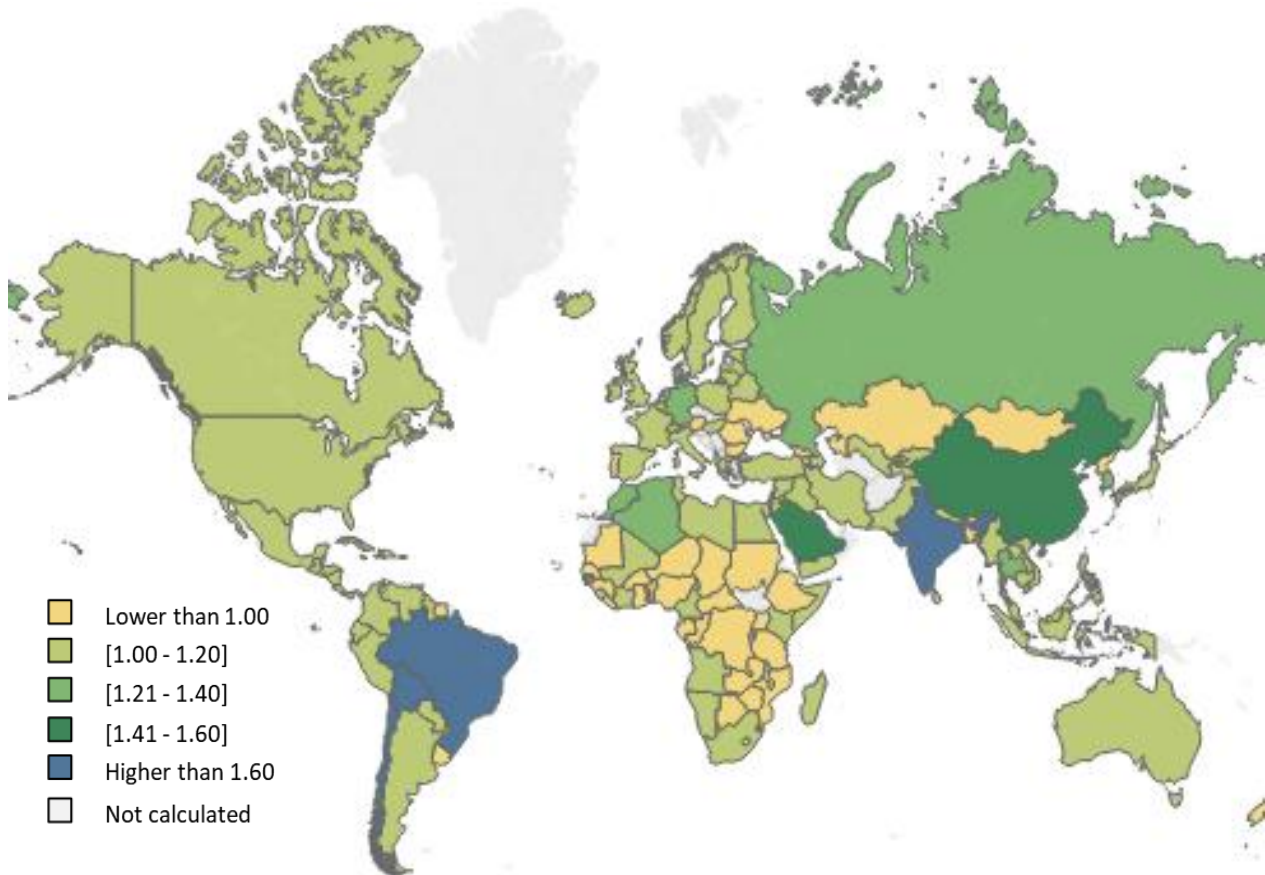 Lower than 1.00
[1.00 - 1.20]
[1.21 - 1.40]
[1.41 - 1.60]
Higher than 1.60
Not calculated